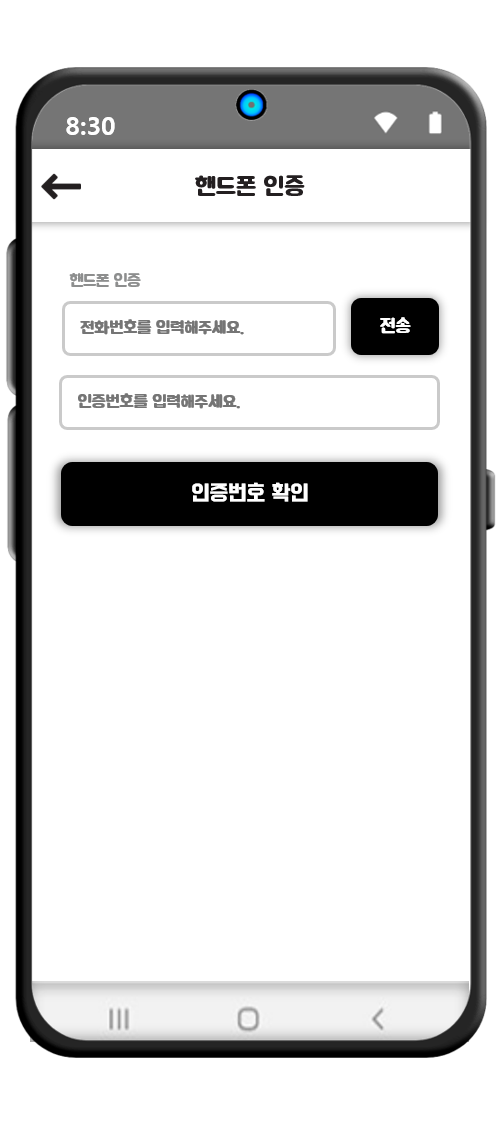 8:30
핸드폰 인증
핸드폰 인증
전화번호를 입력해주세요.
전송
인증번호를 입력해주세요.
인증번호 확인